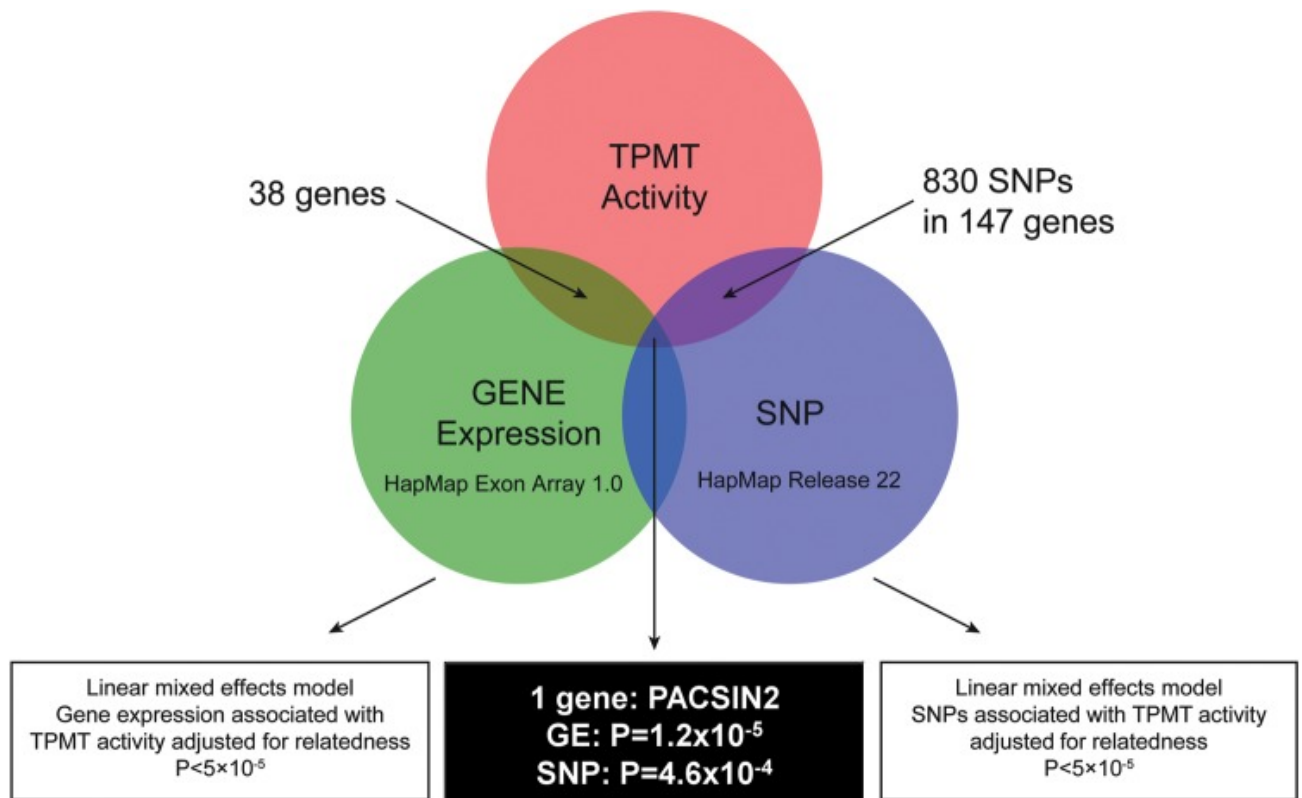 TPMT
Activity
38 genes
830 SNPs
in 147 genes
GENE
Expression
HapMap Exon Array 1.0
SNP
HapMap Release 22
Linear mixed effects model
Gene expression associated with
TPMT activity adjusted for relatedness
P<5×10⁻⁵
1 gene: PACSIN2
GE: P=1.2x10⁻⁵
SNP: P=4.6x10⁻⁴
Linear mixed effects model
SNPs associated with TPMT activity
adjusted for relatedness
P<5×10⁻⁵